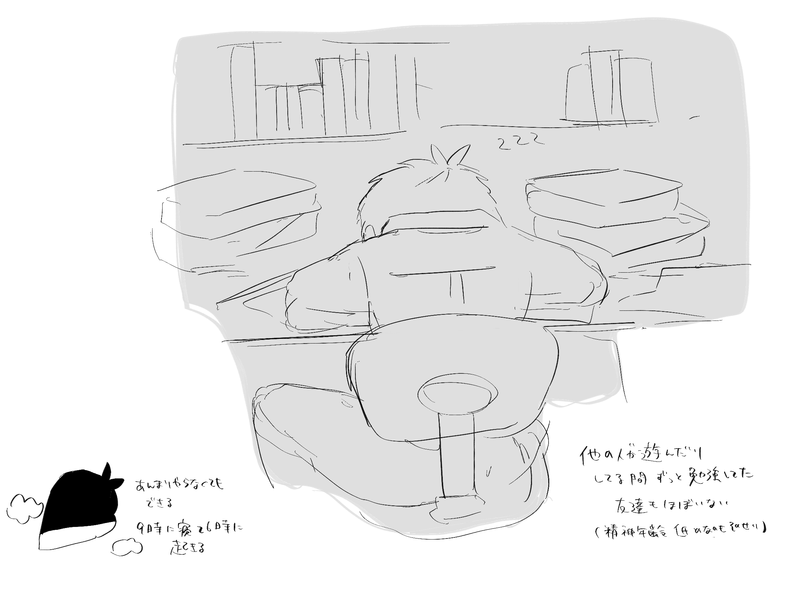 zzz
あんまりやらなくても
できる
9時に寝て6時に
起きる
他の人が遊んだり
してる間 ずっと勉強してた
友達もほぼいない
(精神年齢 低めなのもそのせい)